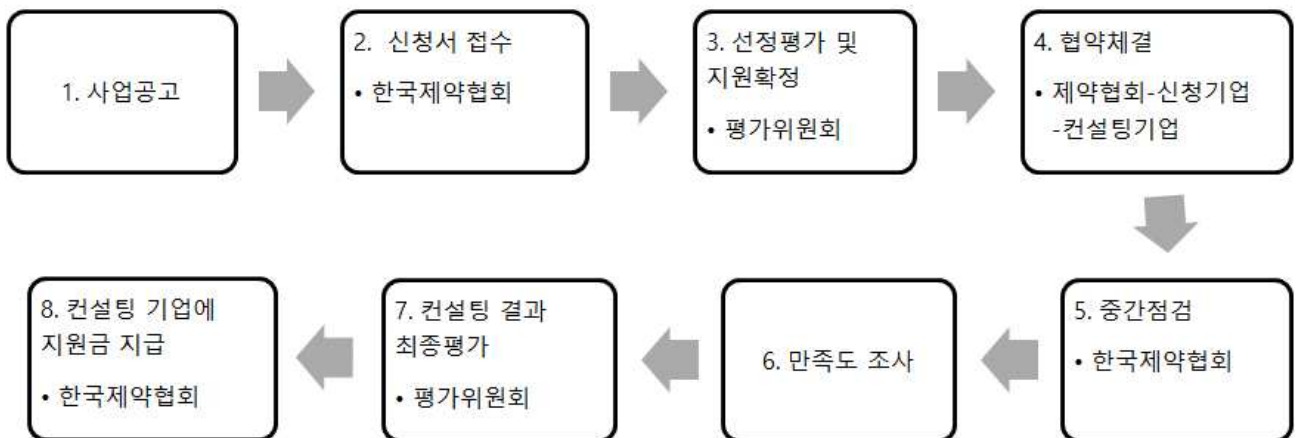 1. 사업공고
2. 신청서 접수
• 한국제약협회
3. 선정평가 및
지원확정
• 평가위원회
4. 협약체결
• 제약협회-신청기업
-컨설팅기업
5. 중간점검
• 한국제약협회
6. 만족도 조사
7. 컨설팅 결과
최종평가
• 평가위원회
8. 컨설팅 기업에
지원금 지급
• 한국제약협회